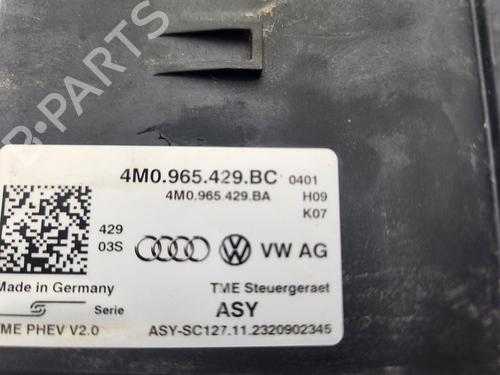 B-PARTS
4M0.965.429.BC 0401
4M0.965.429.BA H09
K07
429
03S
VW AG
Made in Germany
TME Steuergeraet
S Serie
ASY
TME PHEV V2.0
ASY-SC127.11.2320902345